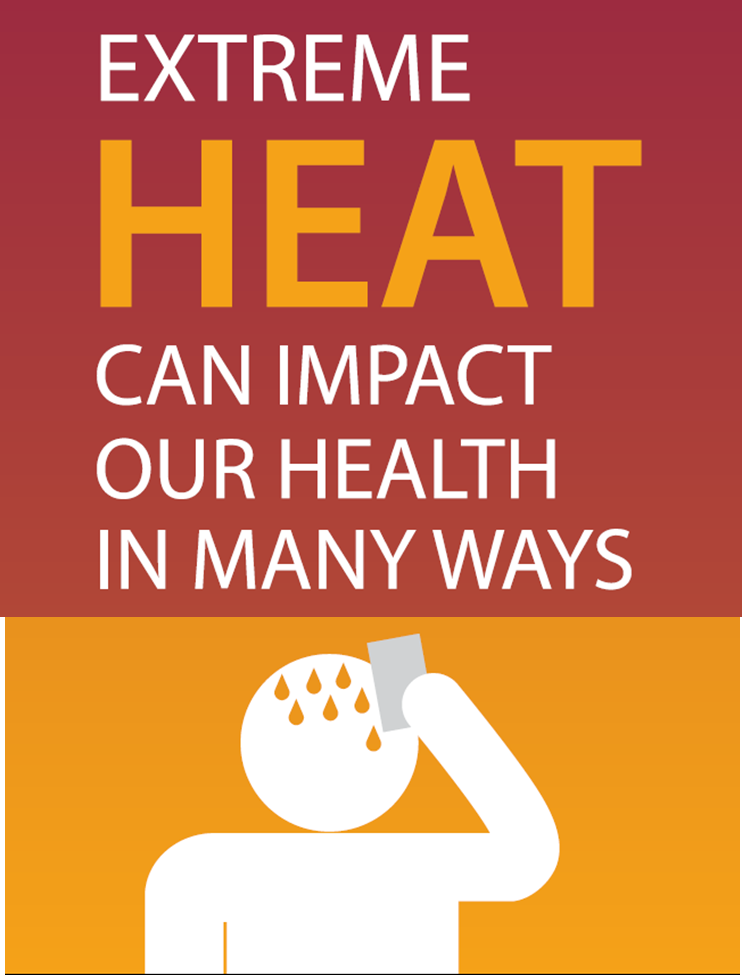 EXTREME
HEAT
CAN IMPACT
OUR HEALTH
IN MANY WAYS